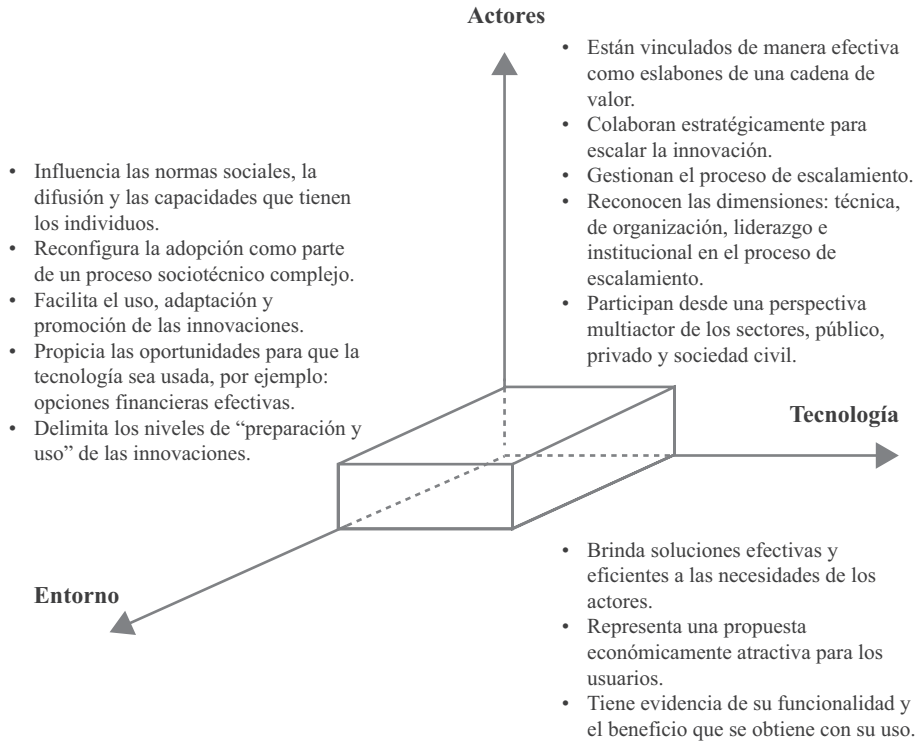 Actores
• Están vinculados de manera efectiva
como eslabones de una cadena de
valor.
• Colaboran estratégicamente para
escalar la innovación.
• Gestionan el proceso de escalamiento.
• Reconocen las dimensiones: técnica,
de organización, liderazgo e
institucional en el proceso de
escalamiento.
• Participan desde una perspectiva
multiactor de los sectores, público,
privado y sociedad civil.
• Influencia las normas sociales, la
difusión y las capacidades que tienen
los individuos.
• Reconfigura la adopción como parte
de un proceso sociotécnico complejo.
• Facilita el uso, adaptación y
promoción de las innovaciones.
• Propicia las oportunidades para que la
tecnología sea usada, por ejemplo:
opciones financieras efectivas.
• Delimita los niveles de “preparación y
uso” de las innovaciones.
Tecnología
Entorno
• Brinda soluciones efectivas y
eficientes a las necesidades de los
actores.
• Representa una propuesta
económicamente atractiva para los
usuarios.
• Tiene evidencia de su funcionalidad y
el beneficio que se obtiene con su uso.